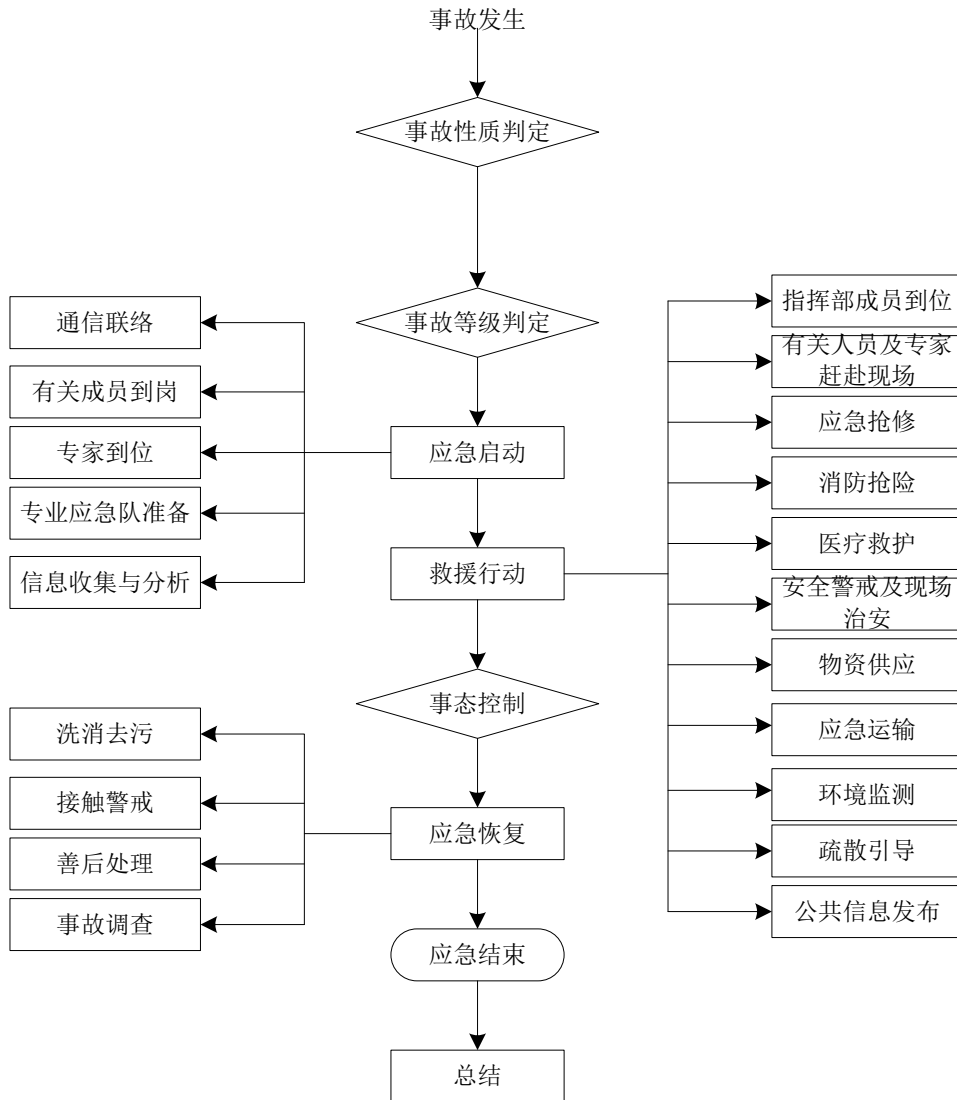 事故发生
事故性质判定
事故等级判定
应急启动
救援行动
事态控制
应急恢复
应急结束
总结
通信联络
有关成员到岗
专家到位
专业应急队准备
信息收集与分析
洗消去污
接触警戒
善后处理
事故调查
指挥部成员到位
有关人员及专家
赶赴现场
应急抢修
消防抢险
医疗救护
安全警戒及现场
治安
物资供应
应急运输
环境监测
疏散引导
公共信息发布